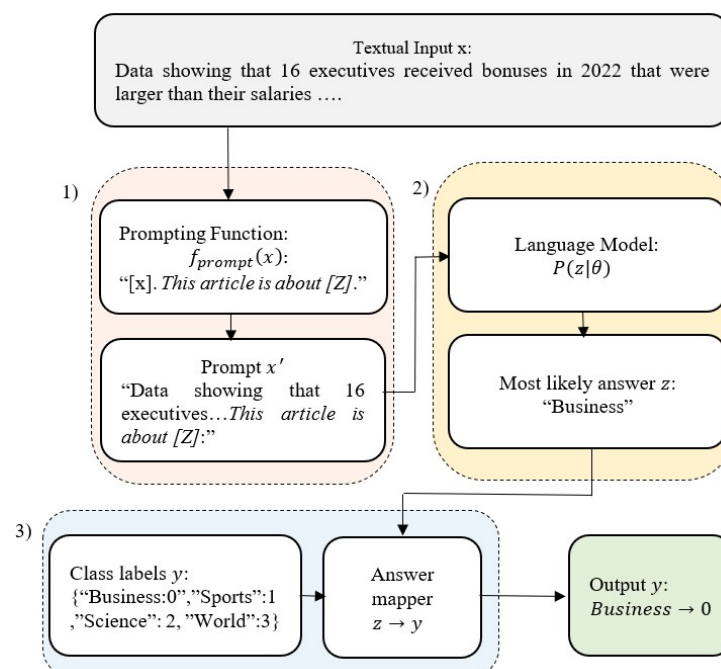 Textual Input x:
Data showing that 16 executives received bonuses in 2022 that were
larger than their salaries ….
1)
Prompting Function:
f_prompt(x):
“[x]. This article is about [Z].”
Prompt x′
“Data showing that 16
executives…This article is
about [Z]:”
2)
Language Model:
P(z|θ)
Most likely answer z:
“Business”
3)
Class labels y:
{“Business:0”,”Sports”:1
,”Science”: 2, ”World”:3}
Answer
mapper
z → y
Output y:
Business → 0